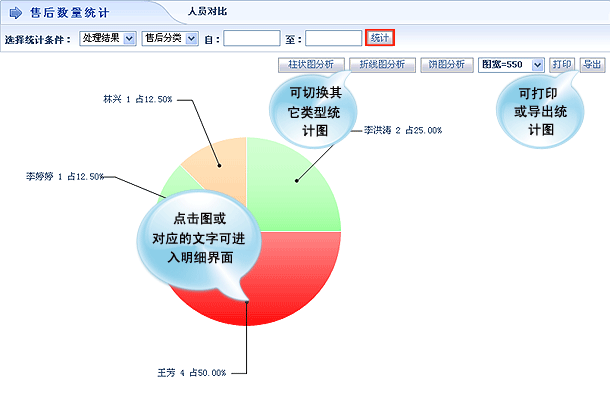 售后数量统计 人员对比
选择统计条件： 处理结果 售后分类 自： 至： 统计
柱状图分析 折线图分析 饼图分析 图宽=550 打印 导出
可切换其
它类型统
计图
可打印
或导出统
计图
林兴 1 占12.50%
李洪涛 2 占25.00%
李婷婷 1 占12.50%
点击图或
对应的文字可进
入明细界面
王芳 4 占50.00%